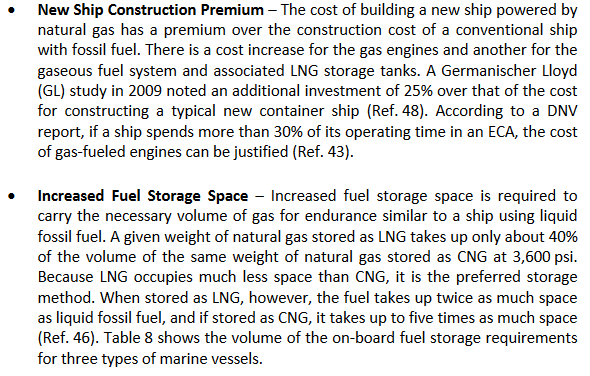 • New Ship Construction Premium – The cost of building a new ship powered by
natural gas has a premium over the construction cost of a conventional ship
with fossil fuel. There is a cost increase for the gas engines and another for the
gaseous fuel system and associated LNG storage tanks. A Germanischer Lloyd
(GL) study in 2009 noted an additional investment of 25% over that of the cost
for constructing a typical new container ship (Ref. 48). According to a DNV
report, if a ship spends more than 30% of its operating time in an ECA, the cost
of gas-fueled engines can be justified (Ref. 43).
• Increased Fuel Storage Space – Increased fuel storage space is required to
carry the necessary volume of gas for endurance similar to a ship using liquid
fossil fuel. A given weight of natural gas stored as LNG takes up only about 40%
of the volume of the same weight of natural gas stored as CNG at 3,600 psi.
Because LNG occupies much less space than CNG, it is the preferred storage
method. When stored as LNG, however, the fuel takes up twice as much space
as liquid fossil fuel, and if stored as CNG, it takes up to five times as much space
(Ref. 46). Table 8 shows the volume of the on-board fuel storage requirements
for three types of marine vessels.